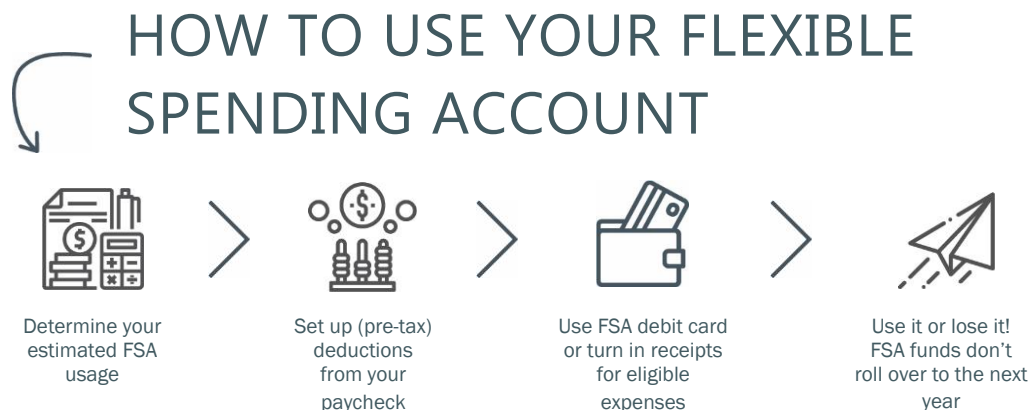 HOW TO USE YOUR FLEXIBLE
SPENDING ACCOUNT
Determine your
estimated FSA
usage
Set up (pre-tax)
deductions
from your
paycheck
Use FSA debit card
or turn in receipts
for eligible
expenses
Use it or lose it!
FSA funds don't
roll over to the next
year